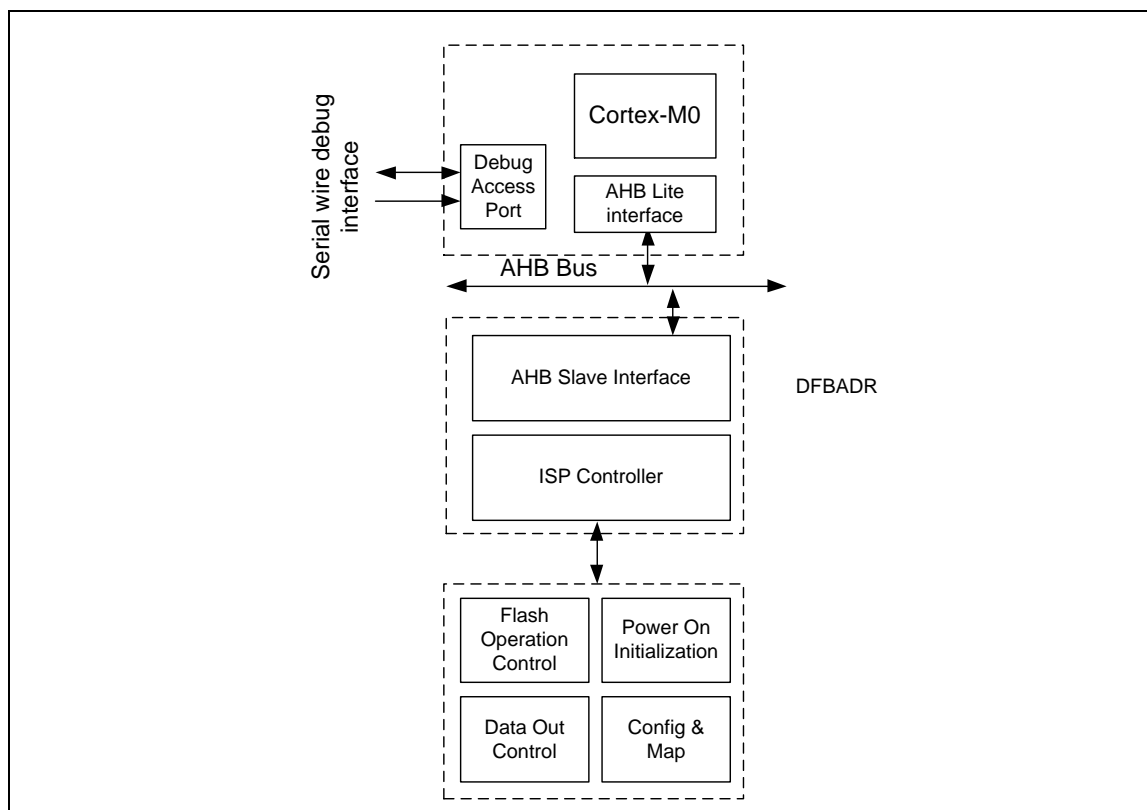 Cortex-M0
Serial wire debug
interface
Debug
Access
Port
AHB Lite
interface
AHB Bus
AHB Slave Interface
DFBADR
ISP Controller
Flash
Operation
Control
Power On
Initialization
Data Out
Control
Config &
Map